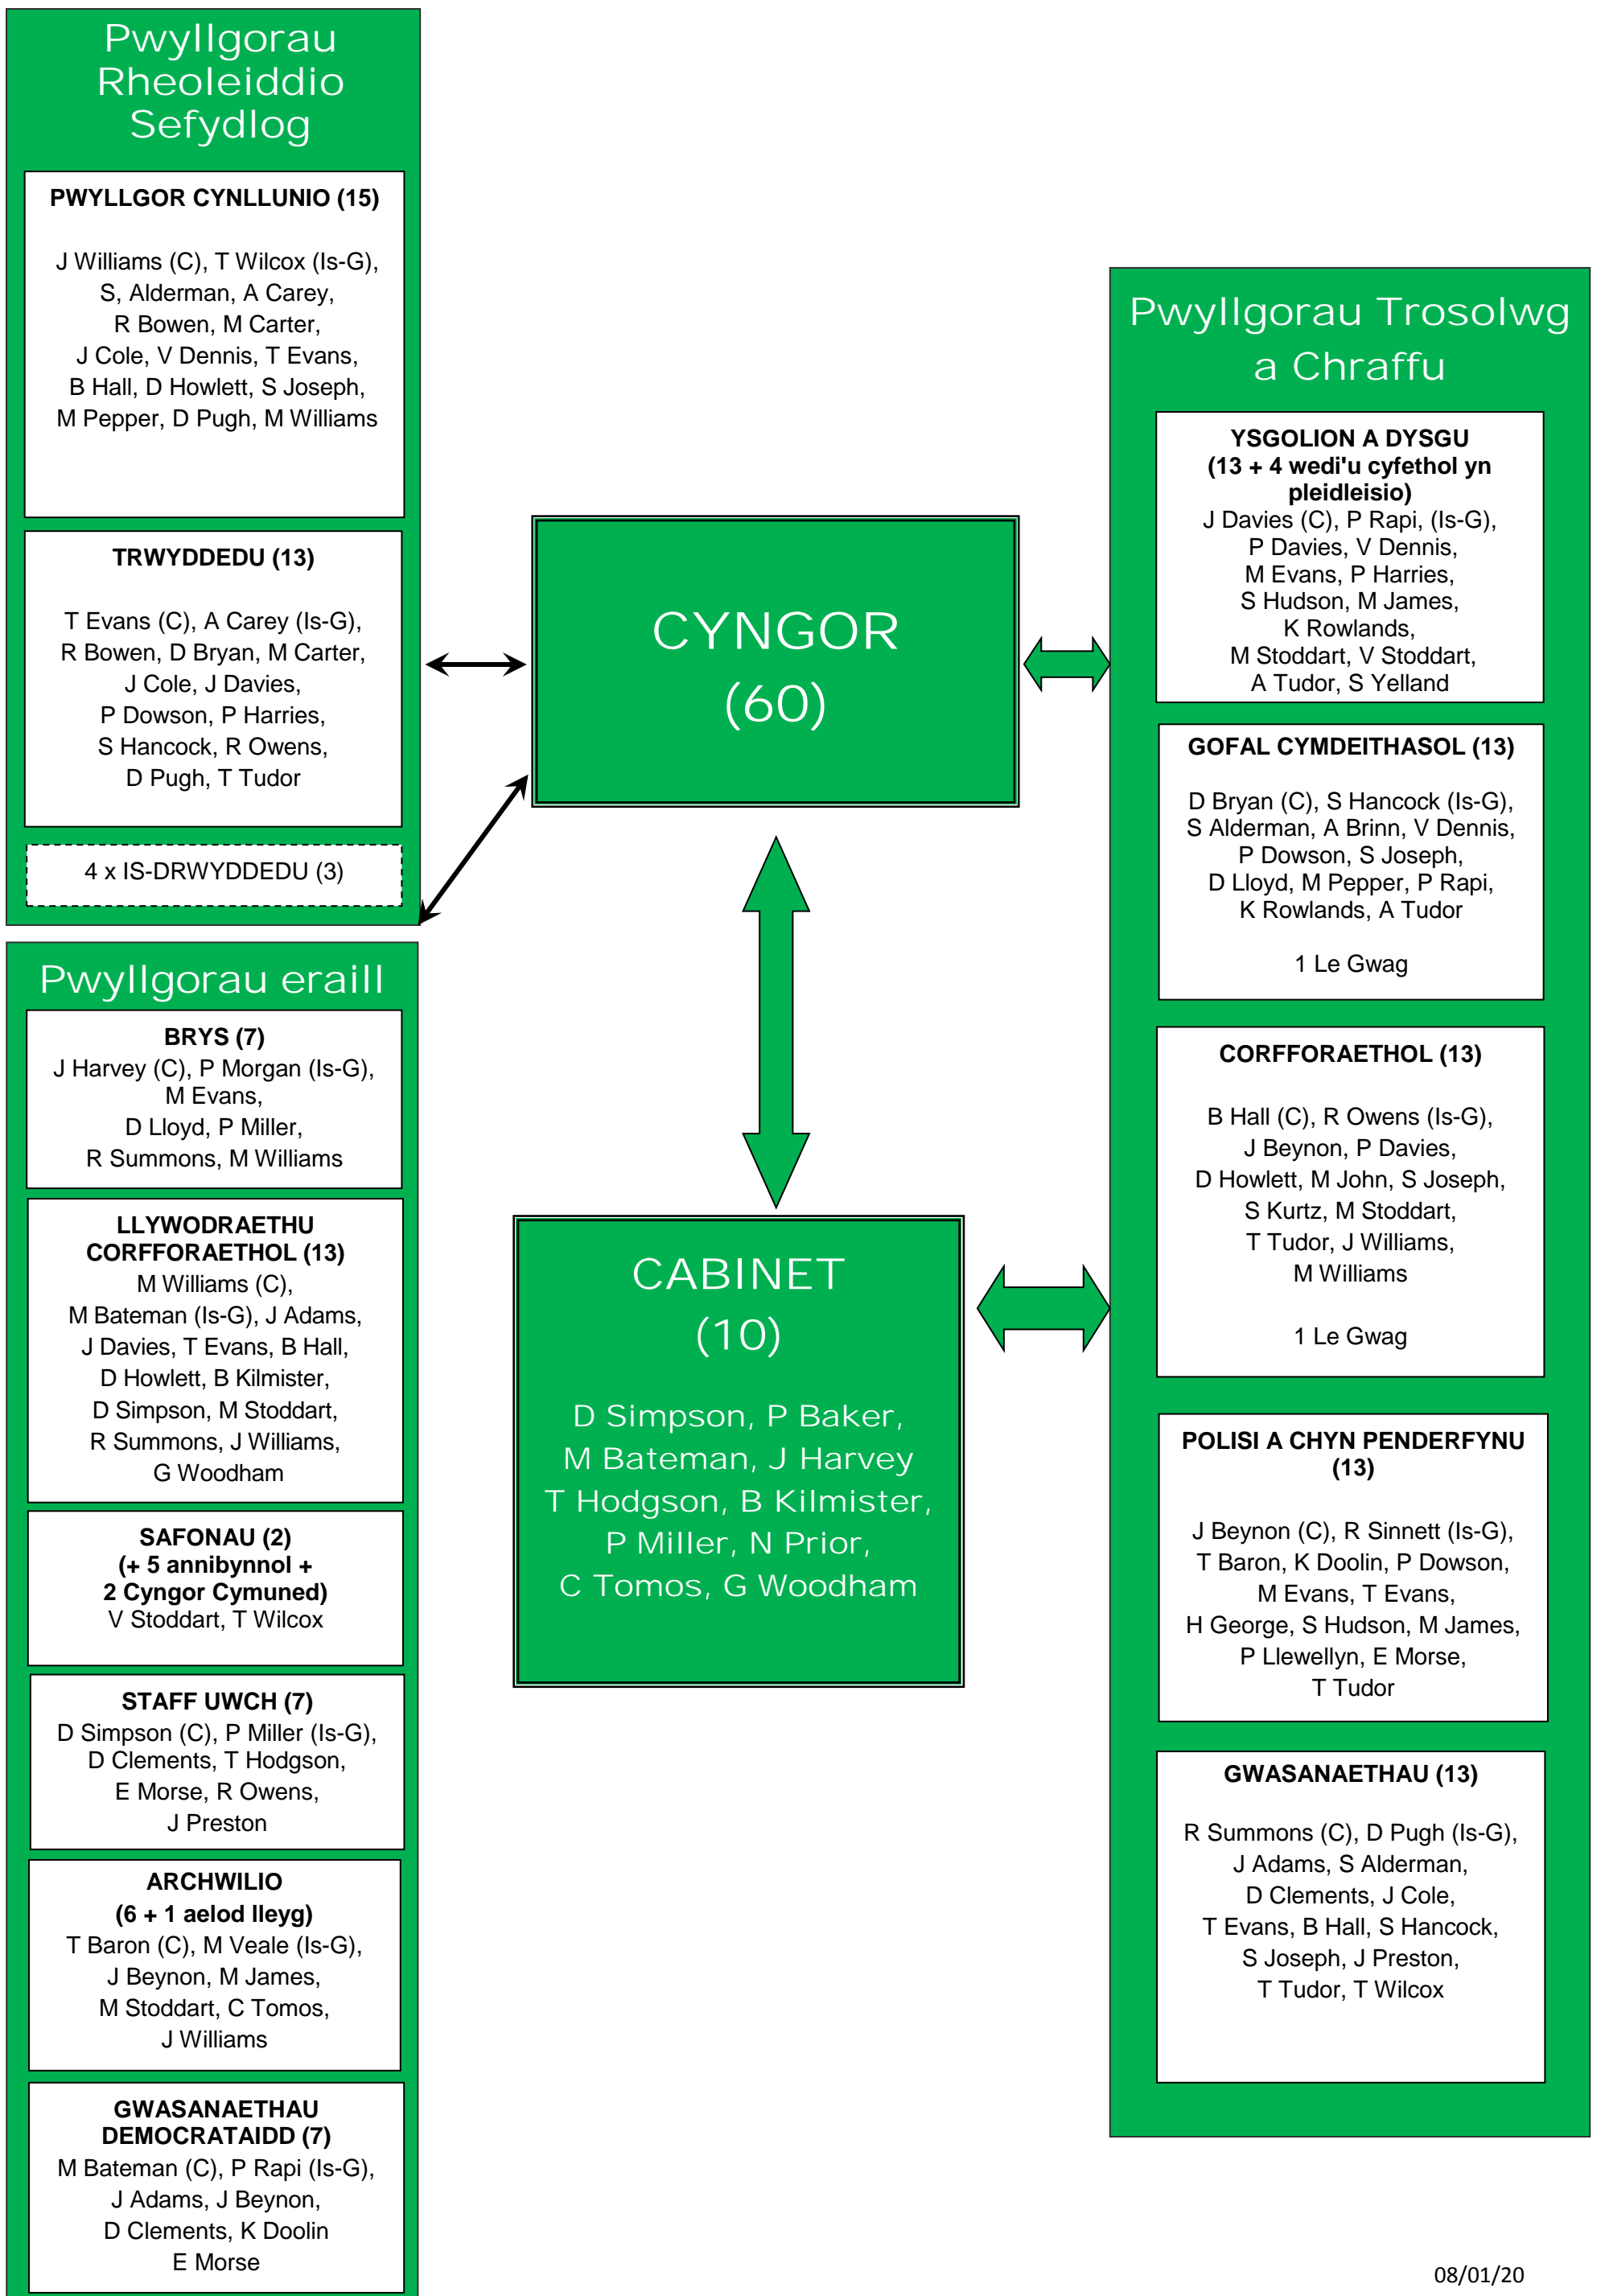 Pwyllgorau
Rheoleiddio
Sefydlog
PWYLLGOR CYNLLUNIO (15)
J Williams (C), T Wilcox (Is-G),
S, Alderman, A Carey,
R Bowen, M Carter,
J Cole, V Dennis, T Evans,
B Hall, D Howlett, S Joseph,
M Pepper, D Pugh, M Williams
TRWYDDEDU (13)
T Evans (C), A Carey (Is-G),
R Bowen, D Bryan, M Carter,
J Cole, J Davies,
P Dowson, P Harries,
S Hancock, R Owens,
D Pugh, T Tudor
4 x IS-DRWYDDEDU (3)
Pwyllgorau eraill
BRYS (7)
J Harvey (C), P Morgan (Is-G),
M Evans,
D Lloyd, P Miller,
R Summons, M Williams
LLYWODRAETHU
CORFFORAETHOL (13)
M Williams (C),
M Bateman (Is-G), J Adams,
J Davies, T Evans, B Hall,
D Howlett, B Kilmister,
D Simpson, M Stoddart,
R Summons, J Williams,
G Woodham
SAFONAU (2)
(+ 5 annibynnol +
2 Cyngor Cymuned)
V Stoddart, T Wilcox
STAFF UWCH (7)
D Simpson (C), P Miller (Is-G),
D Clements, T Hodgson,
E Morse, R Owens,
J Preston
ARCHWILIO
(6 + 1 aelod lleyg)
T Baron (C), M Veale (Is-G),
J Beynon, M James,
M Stoddart, C Tomos,
J Williams
GWASANAETHAU
DEMOCRATAIDD (7)
M Bateman (C), P Rapi (Is-G),
J Adams, J Beynon,
D Clements, K Doolin
E Morse
CYNGOR
(60)
CABINET
(10)
D Simpson, P Baker,
M Bateman, J Harvey
T Hodgson, B Kilmister,
P Miller, N Prior,
C Tomos, G Woodham
Pwyllgorau Trosolwg
a Chraffu
YSGOLION A DYSGU
(13 + 4 wedi'u cyfethol yn
pleidleisio)
J Davies (C), P Rapi, (Is-G),
P Davies, V Dennis,
M Evans, P Harries,
S Hudson, M James,
K Rowlands,
M Stoddart, V Stoddart,
A Tudor, S Yelland
GOFAL CYMDEITHASOL (13)
D Bryan (C), S Hancock (Is-G),
S Alderman, A Brinn, V Dennis,
P Dowson, S Joseph,
D Lloyd, M Pepper, P Rapi,
K Rowlands, A Tudor
1 Le Gwag
CORFFORAETHOL (13)
B Hall (C), R Owens (Is-G),
J Beynon, P Davies,
D Howlett, M John, S Joseph,
S Kurtz, M Stoddart,
T Tudor, J Williams,
M Williams
1 Le Gwag
POLISI A CHYN PENDERFYNU
(13)
J Beynon (C), R Sinnett (Is-G),
T Baron, K Doolin, P Dowson,
M Evans, T Evans,
H George, S Hudson, M James,
P Llewellyn, E Morse,
T Tudor
GWASANAETHAU (13)
R Summons (C), D Pugh (Is-G),
J Adams, S Alderman,
D Clements, J Cole,
T Evans, B Hall, S Hancock,
S Joseph, J Preston,
T Tudor, T Wilcox
08/01/20